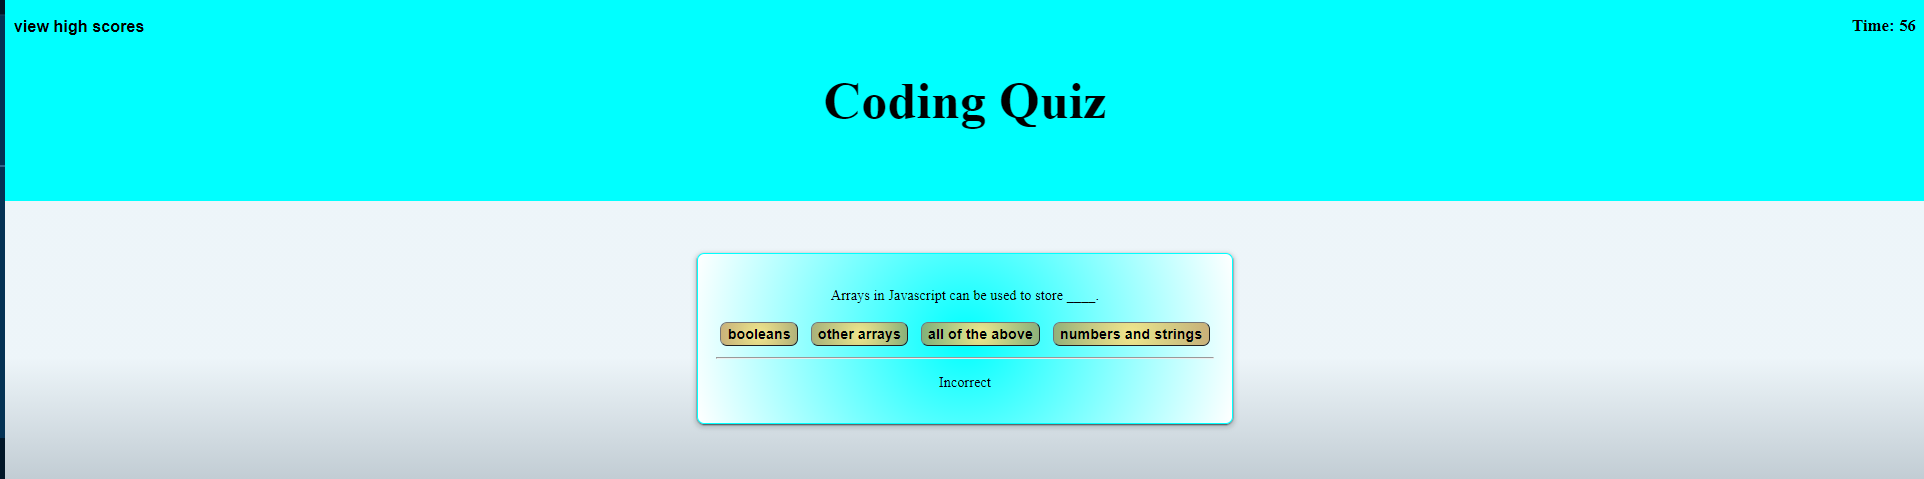 view high scores
Time: 56
Coding Quiz
Arrays in Javascript can be used to store ____.
booleans other arrays all of the above numbers and strings
Incorrect